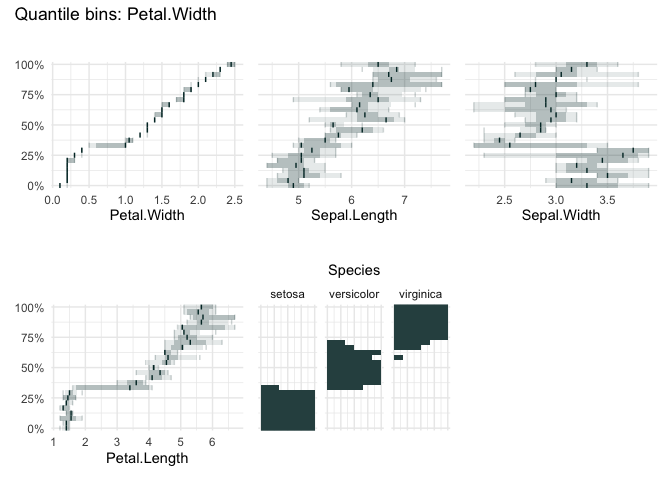 Quantile bins: Petal.Width
100%
75%
50%
25%
0%
0.0 0.5 1.0 1.5 2.0 2.5
Petal.Width
5 6 7
Sepal.Length
2.5 3.0 3.5
Sepal.Width
Species
setosa versicolor virginica
100%
75%
50%
25%
0%
1 2 3 4 5 6
Petal.Length